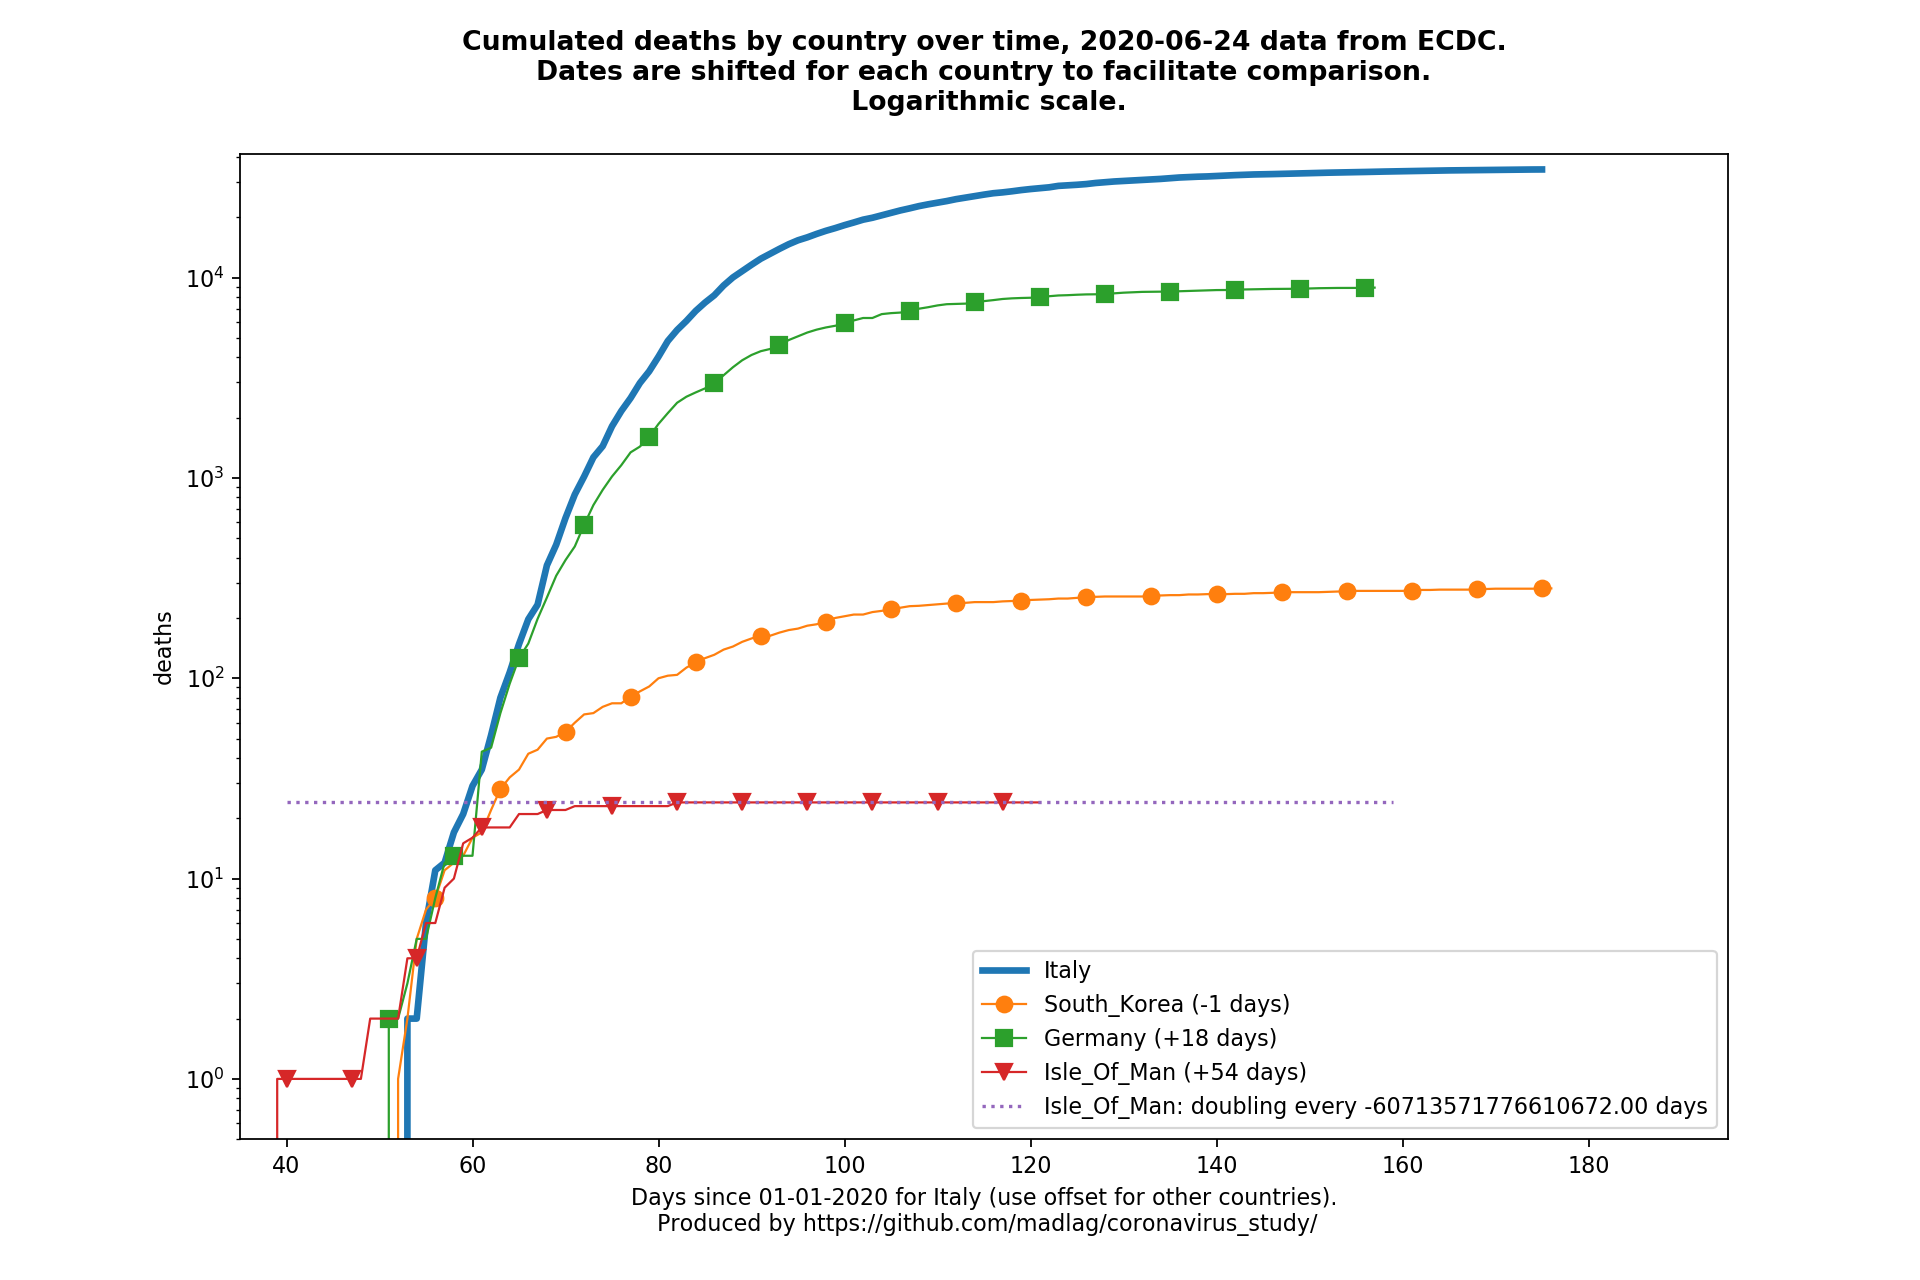 Cumulated deaths by country over time, 2020-06-24 data from ECDC.
Dates are shifted for each country to facilitate comparison.
Logarithmic scale.
10^4
10^3
10^2
10^1
10^0
deaths
Italy
South_Korea (-1 days)
Germany (+18 days)
Isle_Of_Man (+54 days)
Isle_Of_Man: doubling every -60713571776610672.00 days
40 60 80 100 120 140 160 180
Days since 01-01-2020 for Italy (use offset for other countries).
Produced by https://github.com/madlag/coronavirus_study/